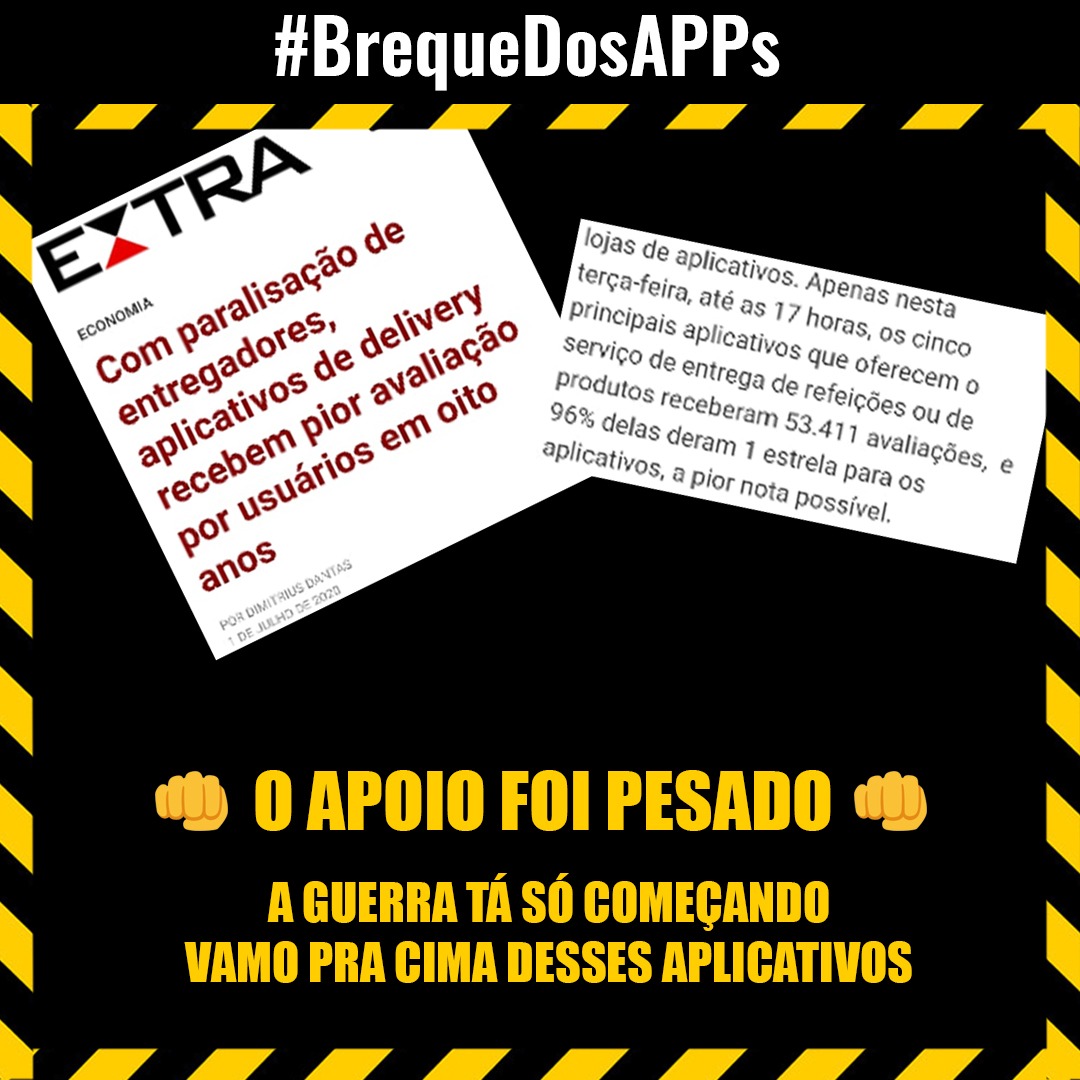 #BrequeDosAPPs
EXTRA
ECONOMIA
Com paralisação de
entregadores,
aplicativos de delivery
recebem pior avaliação
por usuários em oito
anos
POR DIMITRIUS DANTAS
1 DE JULHO DE 2020
lojas de aplicativos. Apenas nesta
terça-feira, até as 17 horas, os cinco
principais aplicativos que oferecem o
serviço de entrega de refeições ou de
produtos receberam 53.411 avaliações, e
96% delas deram 1 estrela para os
aplicativos, a pior nota possível.
👊 O APOIO FOI PESADO 👊
A GUERRA TÁ SÓ COMEÇANDO
VAMO PRA CIMA DESSES APLICATIVOS